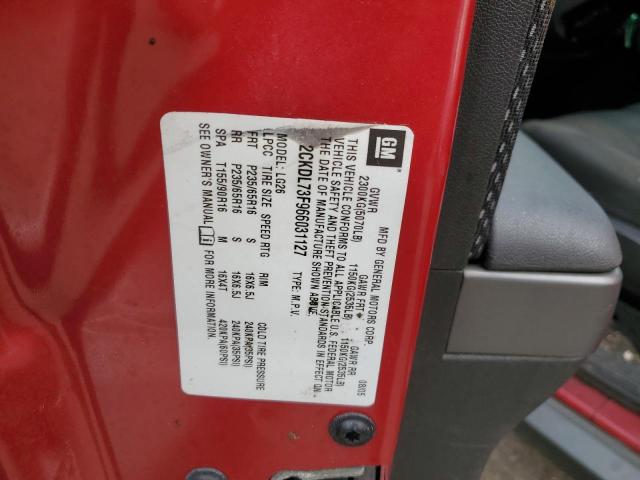 GM
MFD BY GENERAL MOTORS CORP.
08/05
GVWR GAWR FRT GAWR RR
2300KG(5070LB) 1150KG(2535LB) 1150KG(2535LB)
THIS VEHICLE CONFORMS TO ALL APPLICABLE U.S. FEDERAL MOTOR
VEHICLE SAFETY AND THEFT PREVENTION STANDARDS IN EFFECT ON
THE DATE OF MANUFACTURE SHOWN ABOVE.
2CKDL73F966031127 TYPE: M.P.V.
MODEL: LG26
LPCC TIRE SIZE SPEED RTG RIM COLD TIRE PRESSURE
FRT P235/65R16 S 16X6.5J 240KPA(35PSI)
RR P235/65R16 S 16X6.5J 240KPA(35PSI)
SPA T155/90R16 M 16X4T 420KPA(60PSI)
SEE OWNER'S MANUAL FOR MORE INFORMATION.